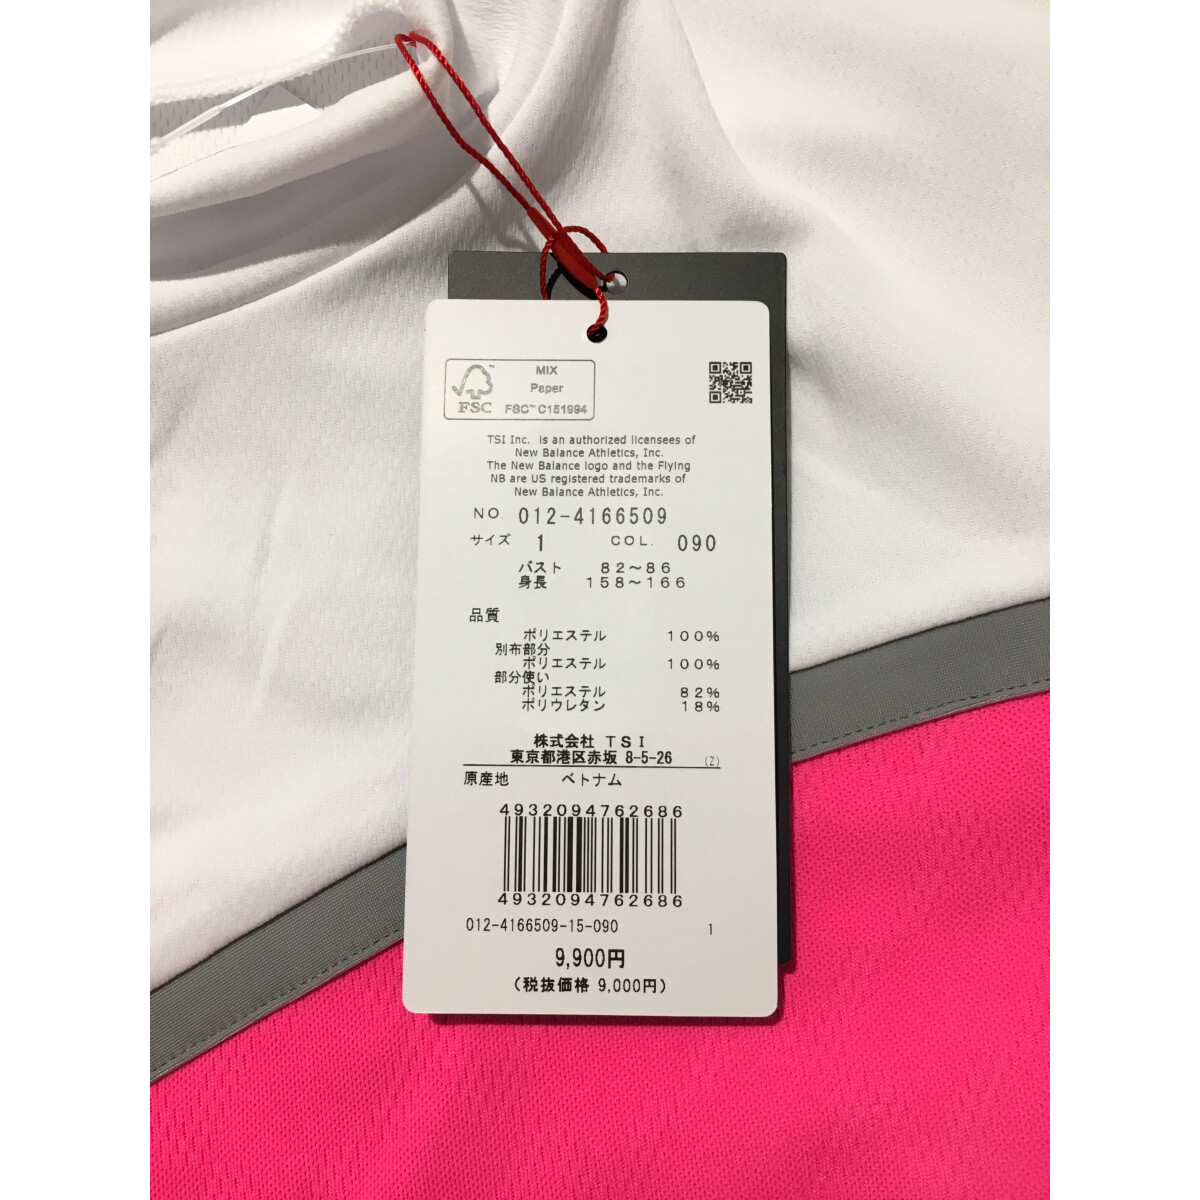 MIX
Paper
FSC
FSC™ C151994
TSI Inc. is an authorized licensees of
New Balance Athletics, Inc.
The New Balance logo and the Flying
NB are US registered trademarks of
New Balance Athletics, Inc.
NO. 012-4166509
サイズ 1 COL. 090
バスト 82～86
身長 158～166
品質
ポリエステル 100%
別布部分
ポリエステル 100%
部分使い
ポリエステル 82%
ポリウレタン 18%
株式会社 TSI
東京都港区赤坂 8-5-26 (Z)
原産地 ベトナム
4932094762686
4932094762686
012-4166509-15-090 1
9,900円
(税抜価格 9,000円)